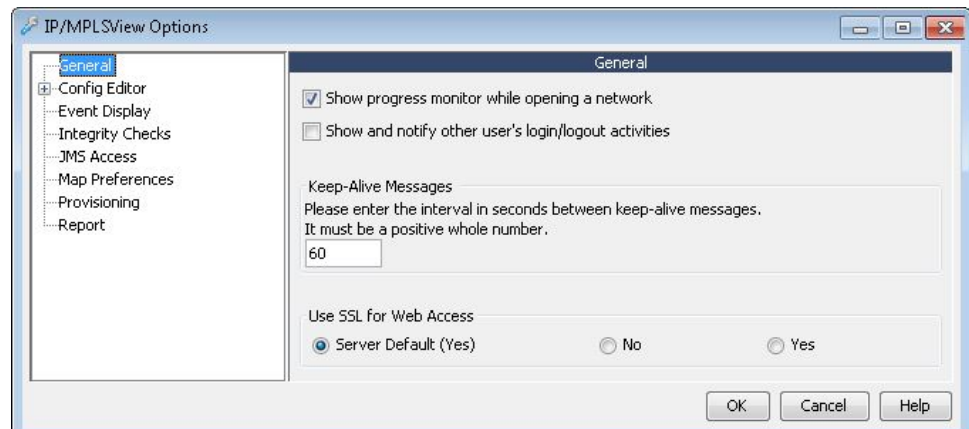 IP/MPLSView Options
General
Config Editor
Event Display
Integrity Checks
JMS Access
Map Preferences
Provisioning
Report
General
Show progress monitor while opening a network
Show and notify other user's login/logout activities
Keep-Alive Messages
Please enter the interval in seconds between keep-alive messages.
It must be a positive whole number.
60
Use SSL for Web Access
Server Default (Yes) No Yes
OK Cancel Help